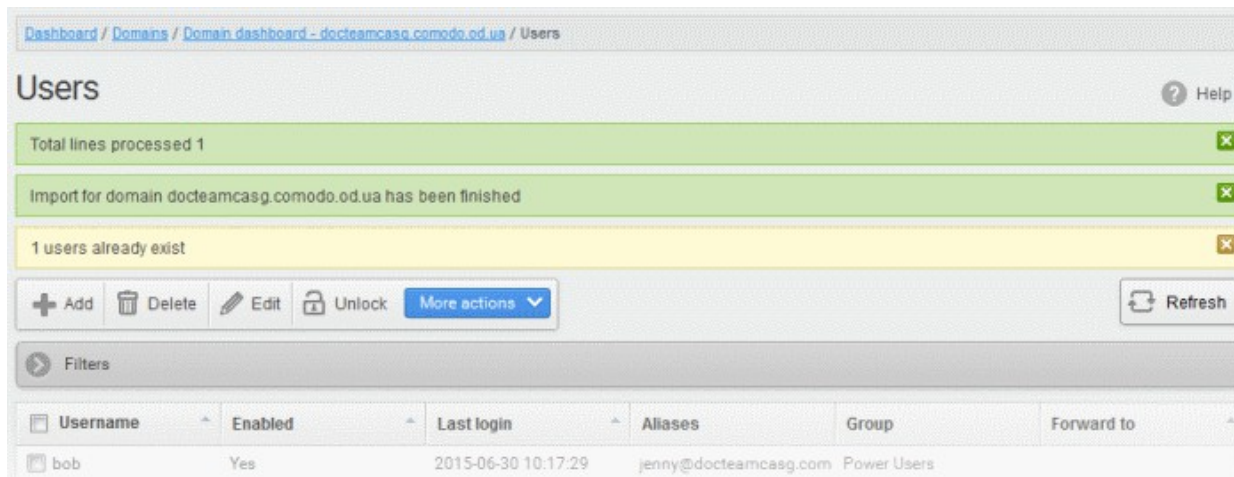 Dashboard / Domains / Domain dashboard - docteamcasg.comodo.od.ua / Users
Users
Help
Total lines processed 1
Import for domain docteamcasg.comodo.od.ua has been finished
1 users already exist
Add Delete Edit Unlock More actions Refresh
Filters
Username Enabled Last login Aliases Group Forward to
bob Yes 2015-06-30 10:17:29 jenny@docteamcasg.com Power Users